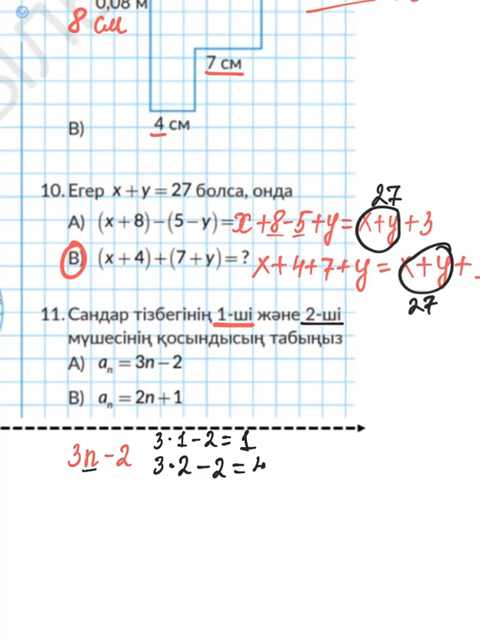 0,08 м
8 см
7 см
4 см
B)
10. Егер x + y = 27 болса, онда
27
A) (x + 8) − (5 − y) = x + 8 - 5 + y = x + y + 3
B) (x + 4) + (7 + y) = ? x + 4 + 7 + y = x + y +
27
11. Сандар тізбегінің 1-ші және 2-ші
мүшесінің қосындысың табыңыз
A) aₙ = 3n − 2
B) aₙ = 2n + 1
3n - 2 3·1 - 2 = 1
3·2 - 2 = 4